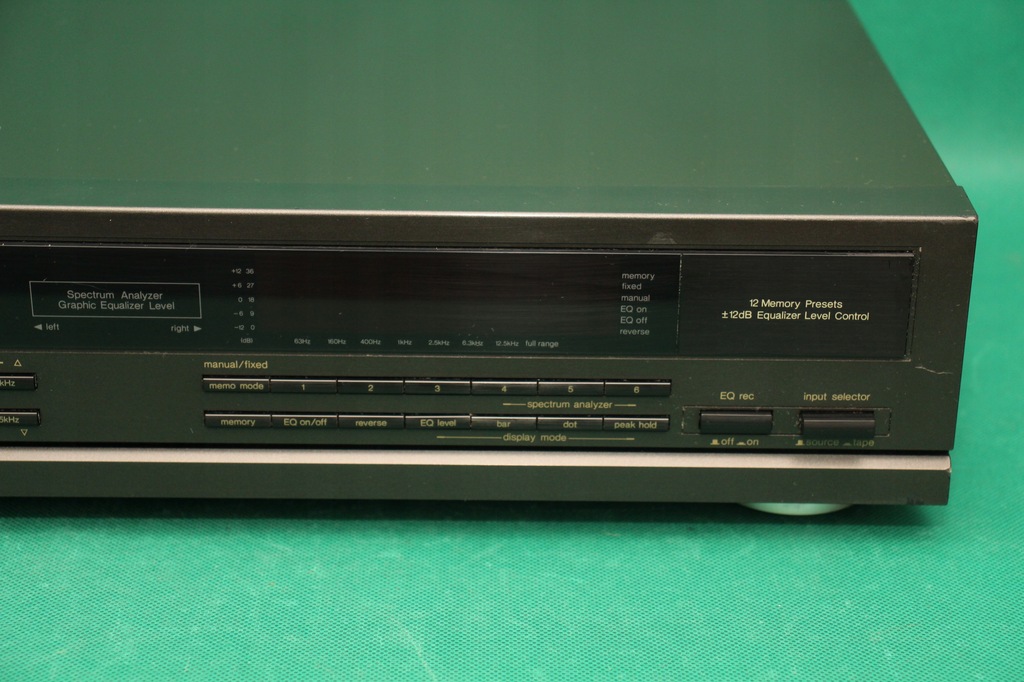 Spectrum Analyzer
Graphic Equalizer Level
◀ left right ▶
+12 36
+6 27
0 18
-6 9
-12 0
(dB) 63Hz 160Hz 400Hz 1kHz 2.5kHz 6.3kHz 12.5kHz full range
memory
fixed
manual
EQ on
EQ off
reverse
12 Memory Presets
±12dB Equalizer Level Control
manual/fixed
△
kHz
memo mode 1 2 3 4 5 6
spectrum analyzer
5kHz
▽
memory EQ on/off reverse EQ level bar dot peak hold
display mode
EQ rec
off on
input selector
source tape